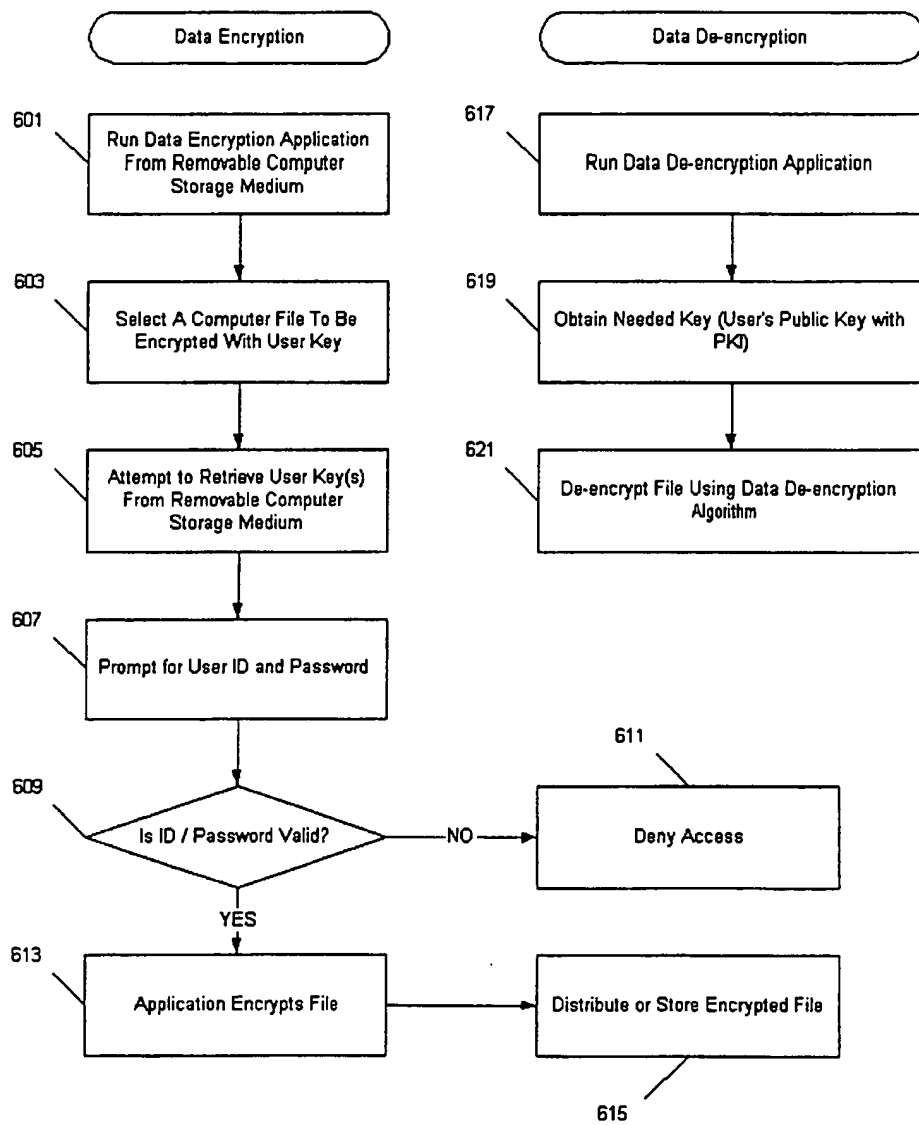 Data Encryption
Data De-encryption
601
Run Data Encryption Application
From Removable Computer
Storage Medium
617
Run Data De-encryption Application
603
Select A Computer File To Be
Encrypted With User Key
619
Obtain Needed Key (User's Public Key with
PKI)
605
Attempt to Retrieve User Key(s)
From Removable Computer
Storage Medium
621
De-encrypt File Using Data De-encryption
Algorithm
607
Prompt for User ID and Password
609
Is ID / Password Valid?
NO
611
Deny Access
YES
613
Application Encrypts File
Distribute or Store Encrypted File
615